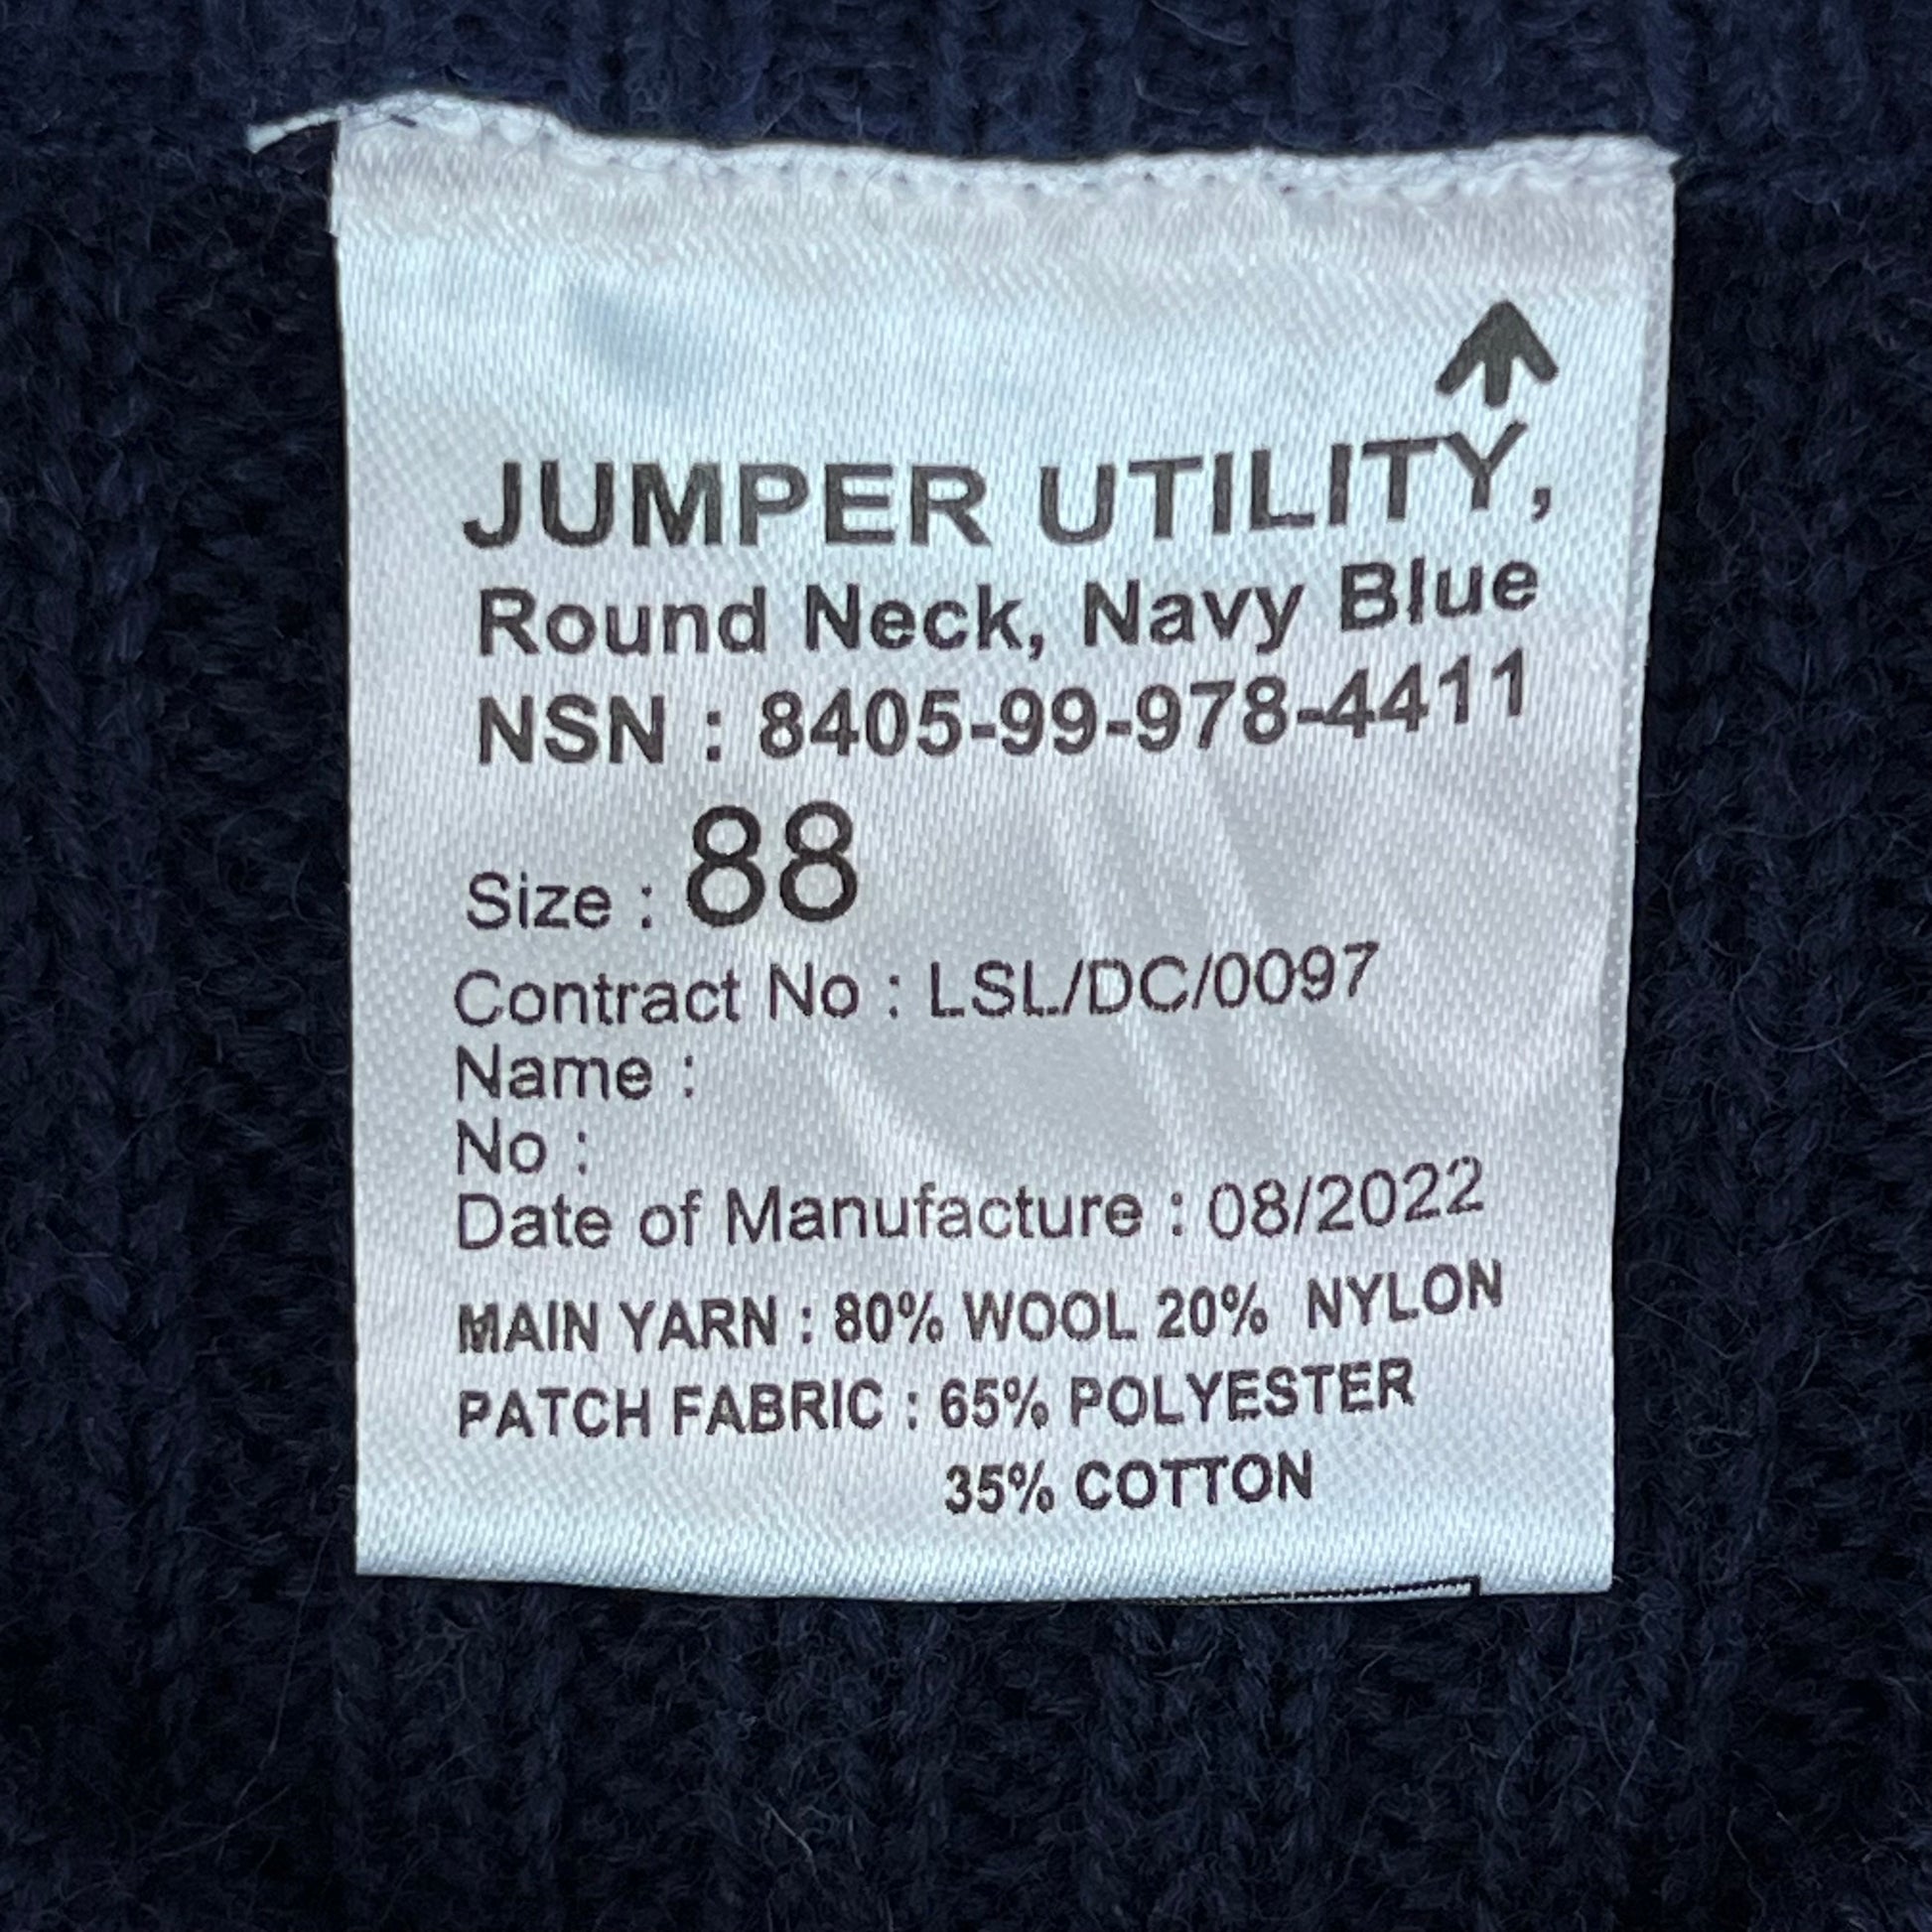 JUMPER UTILITY,
Round Neck, Navy Blue
NSN : 8405-99-978-4411
Size : 88
Contract No : LSL/DC/0097
Name :
No :
Date of Manufacture : 08/2022
MAIN YARN : 80% WOOL 20% NYLON
PATCH FABRIC : 65% POLYESTER
35% COTTON